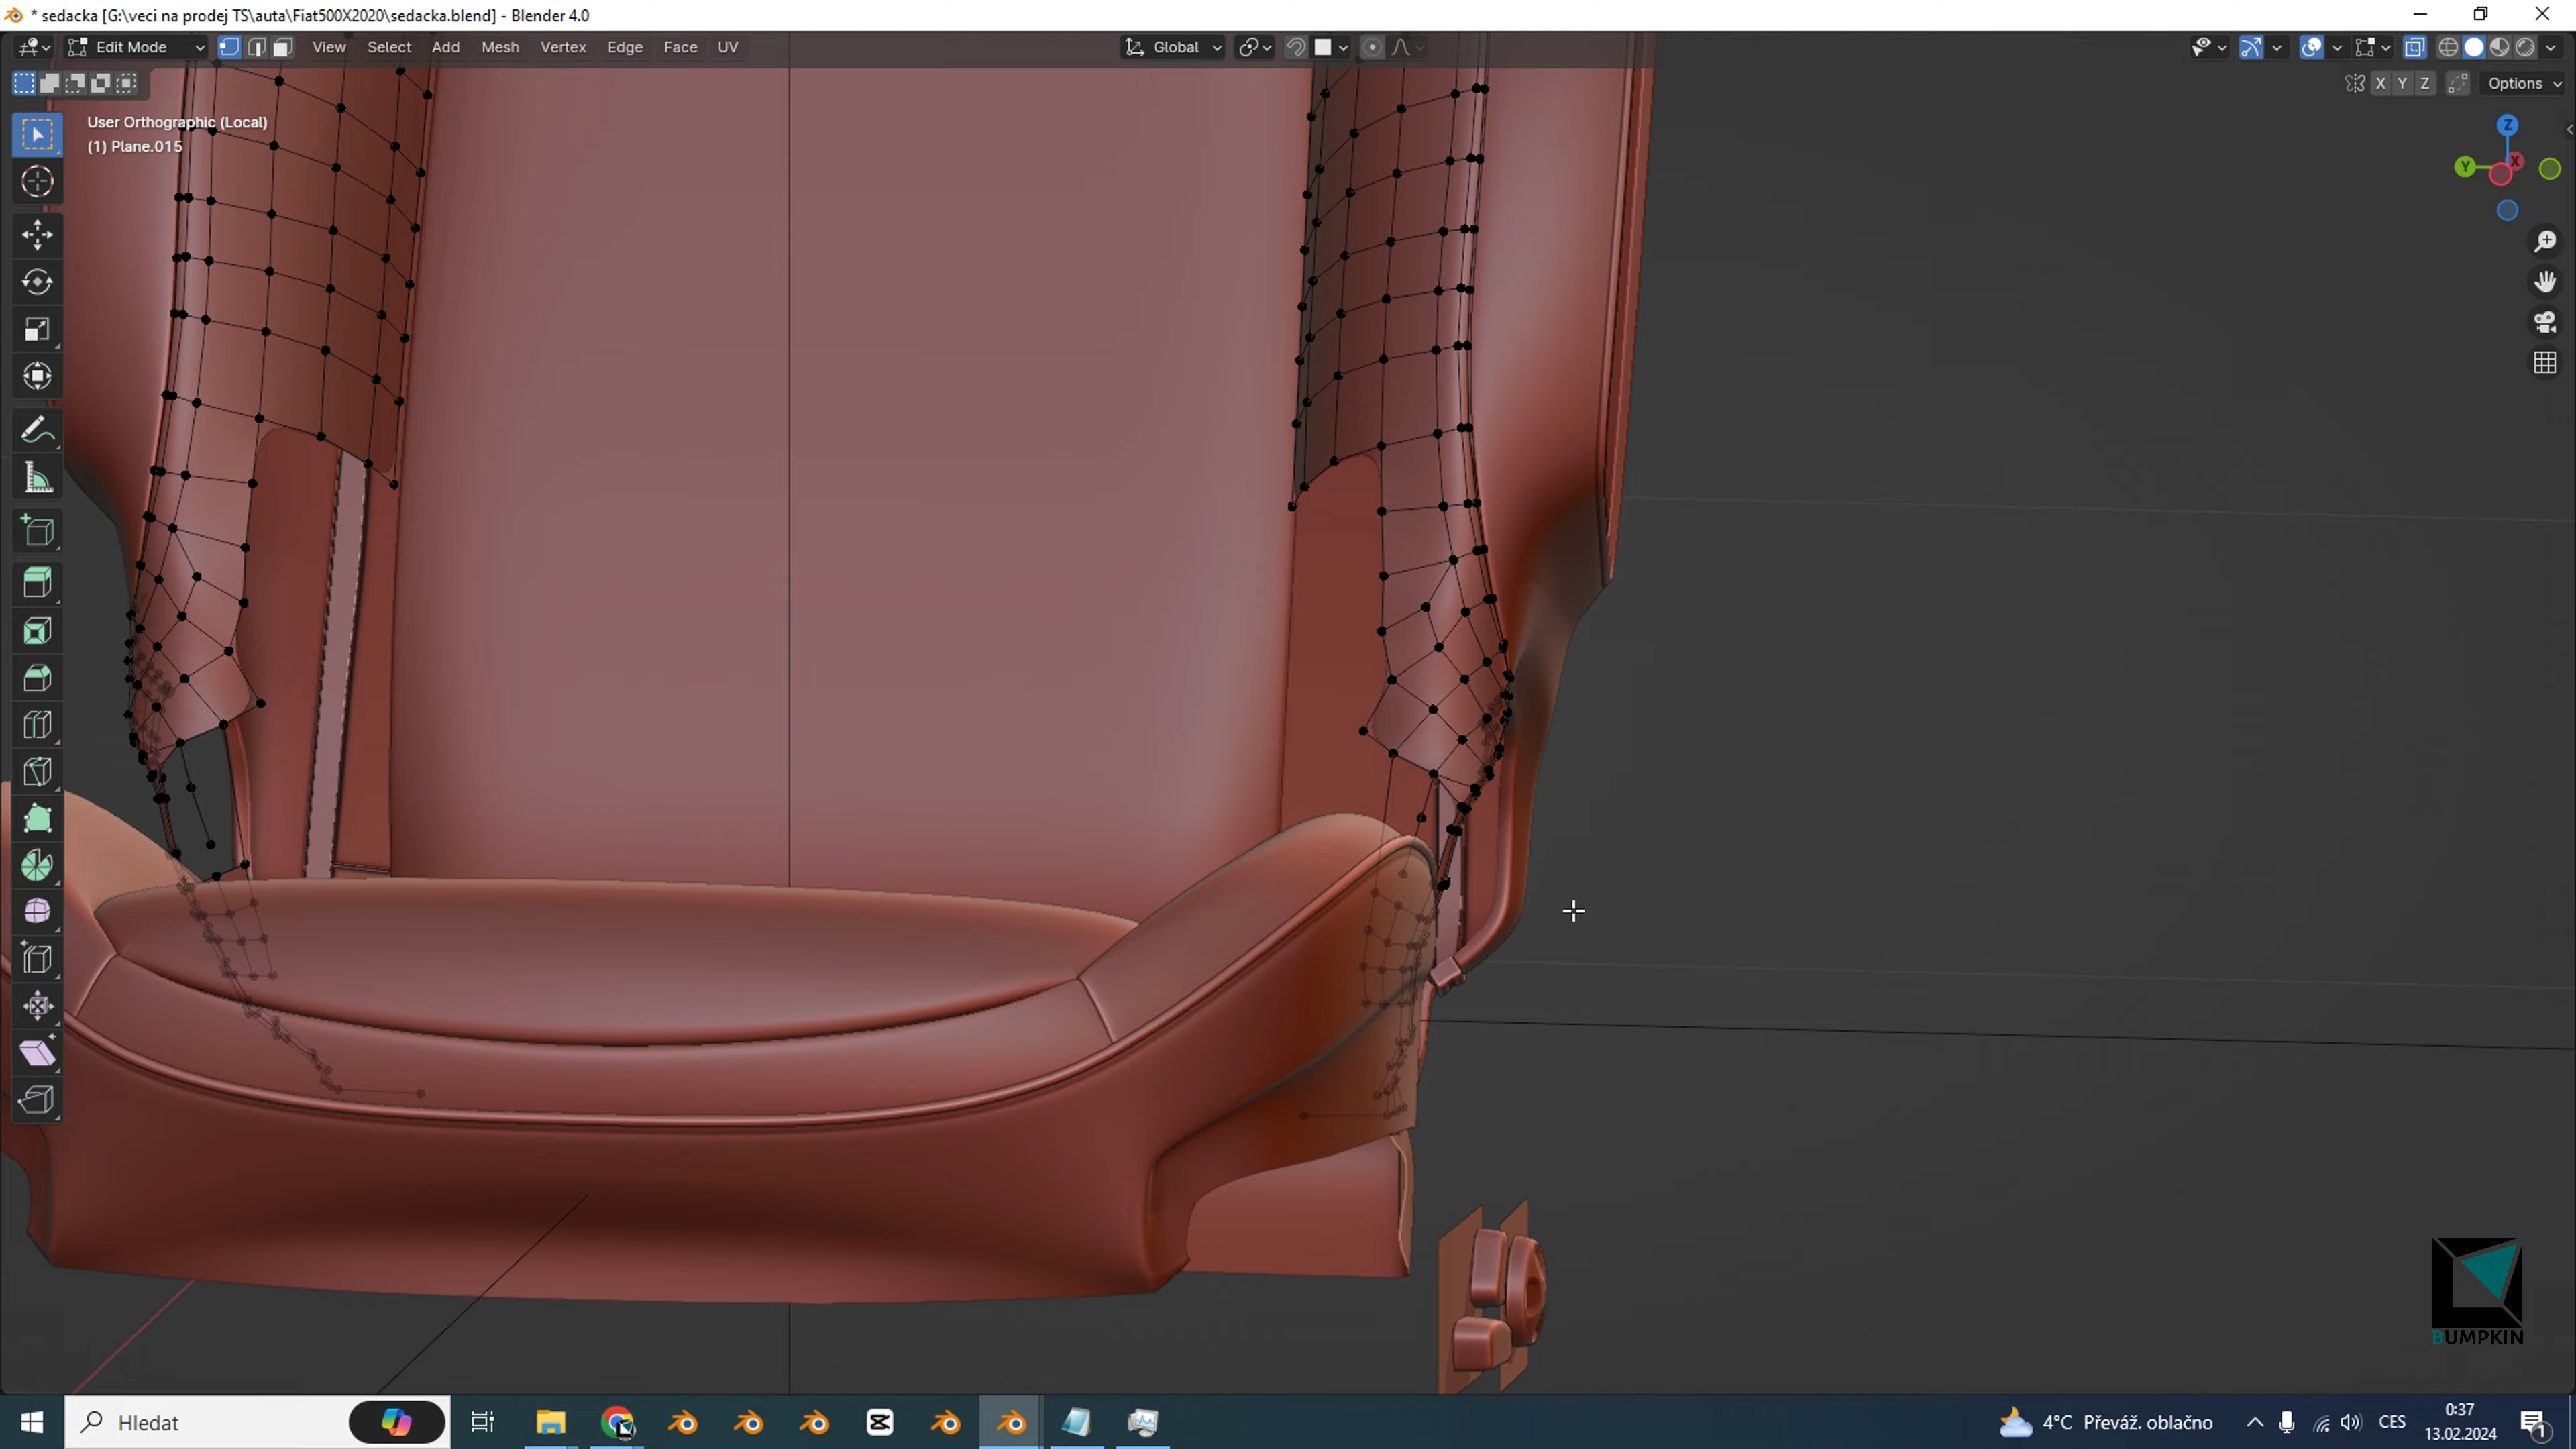 * sedacka [G:\veci na prodej TS\auta\Fiat500X2020\sedacka.blend] - Blender 4.0
Edit Mode View Select Add Mesh Vertex Edge Face UV Global
X Y Z Options
User Orthographic (Local)
(1) Plane.015
Z
Y X
BUMPKIN
Hledat
4°C Převáž. oblačno
CES
0:37
13.02.2024
1